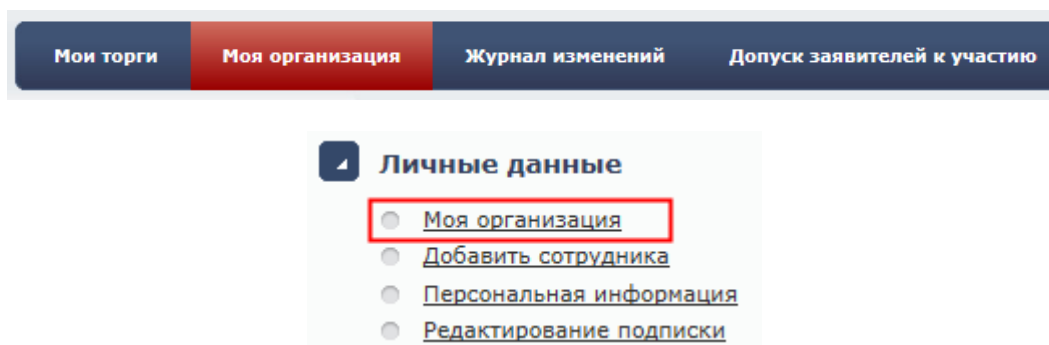 Мои торги Моя организация Журнал изменений Допуск заявителей к участию
Личные данные
Моя организация
Добавить сотрудника
Персональная информация
Редактирование подписки